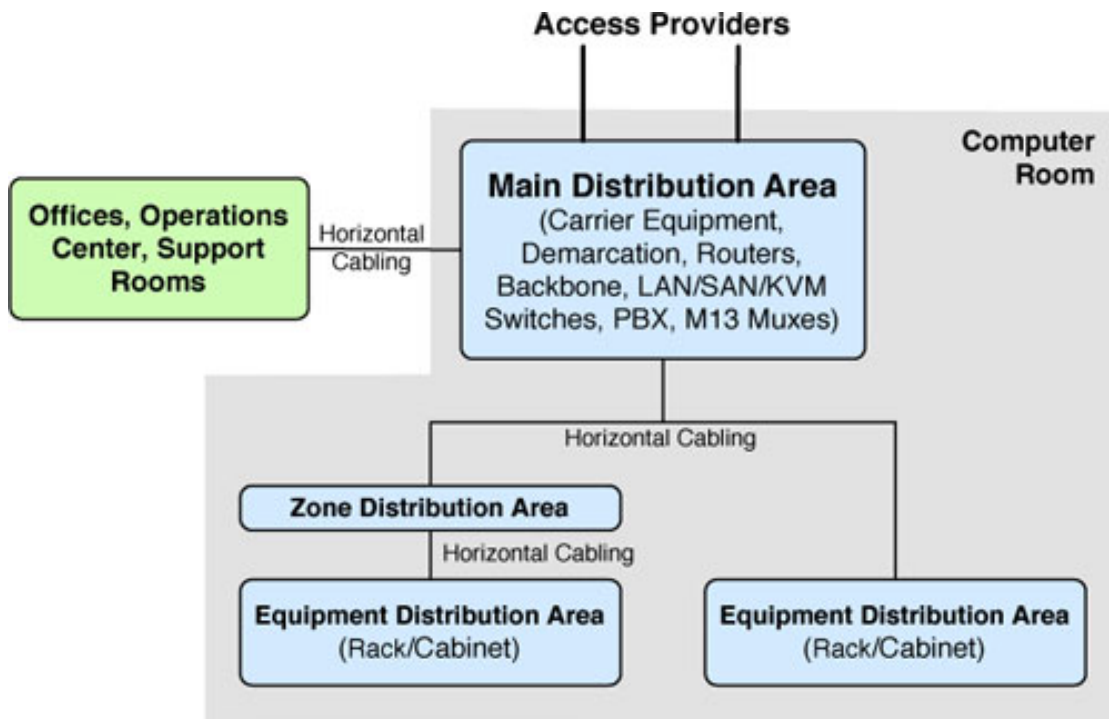 Access Providers
Computer
Room
Main Distribution Area
(Carrier Equipment,
Demarcation, Routers,
Backbone, LAN/SAN/KVM
Switches, PBX, M13 Muxes)
Offices, Operations
Center, Support
Rooms
Horizontal
Cabling
Horizontal Cabling
Zone Distribution Area
Horizontal Cabling
Equipment Distribution Area
(Rack/Cabinet)
Equipment Distribution Area
(Rack/Cabinet)